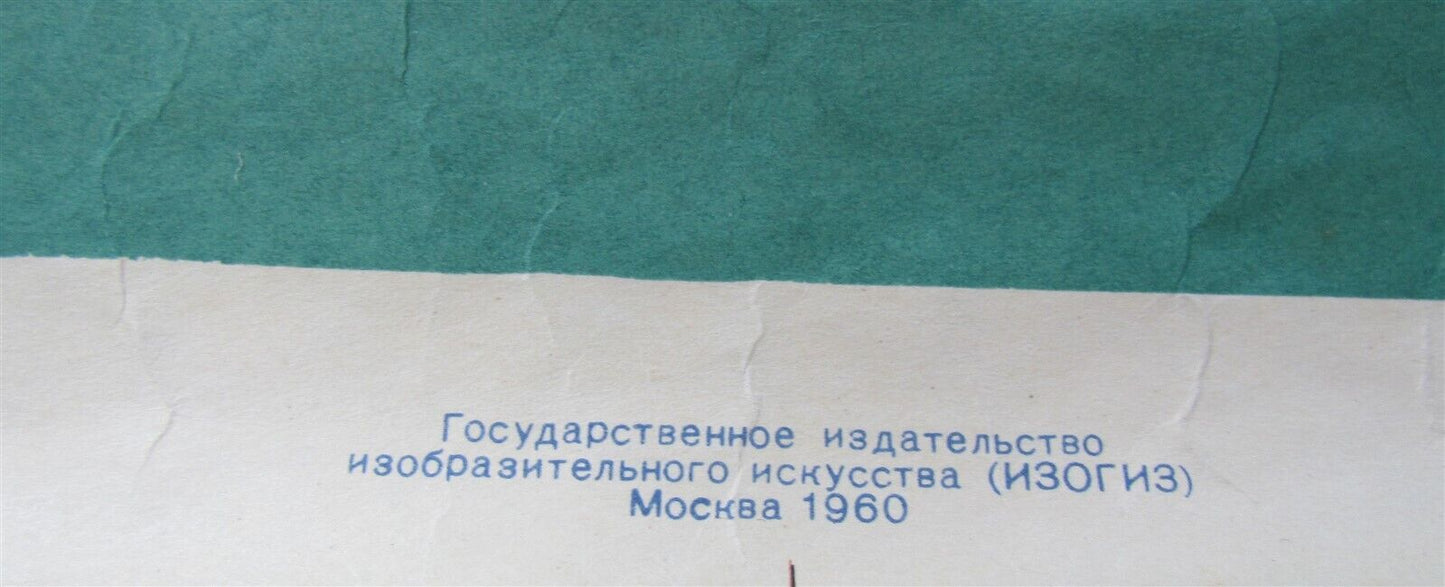 Государственное издательство
изобразительного искусства (ИЗОГИЗ)
Москва 1960